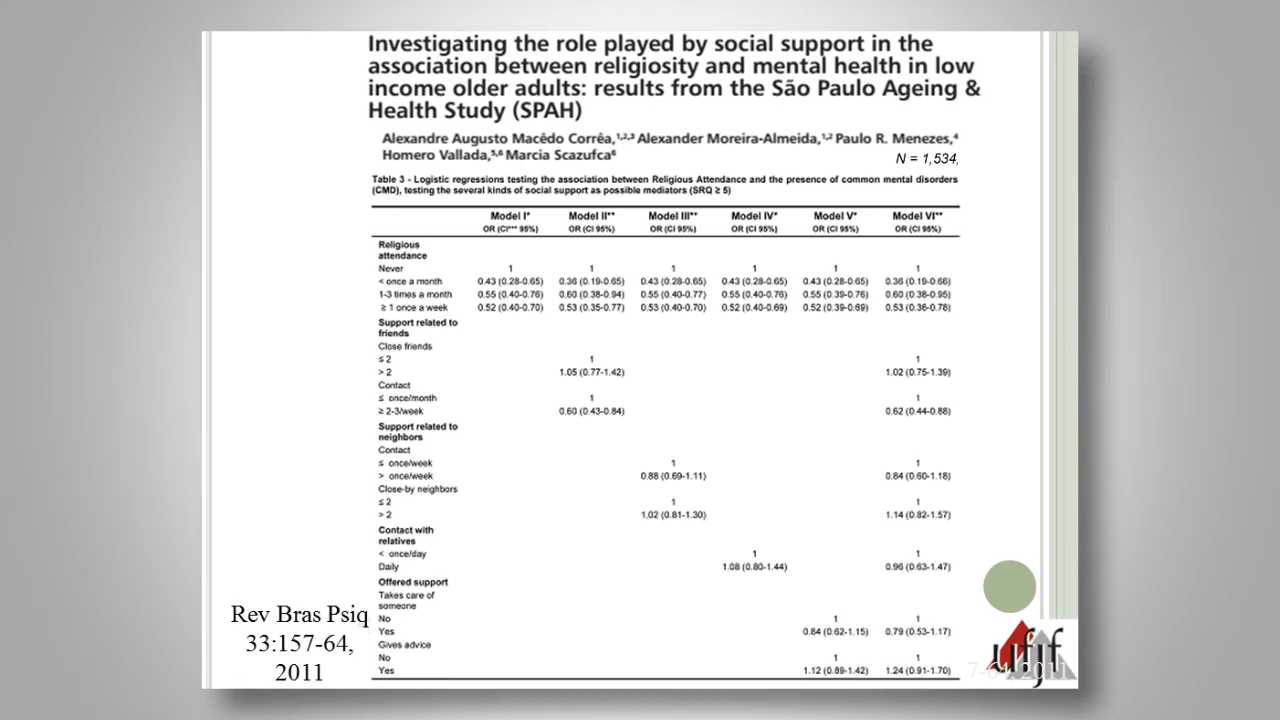 Investigating the role played by social support in the
association between religiosity and mental health in low
income older adults: results from the São Paulo Ageing &
Health Study (SPAH)
Alexandre Augusto Macêdo Corrêa,1,2,3 Alexander Moreira-Almeida,1,2 Paulo R. Menezes,4
Homero Vallada,5,6 Marcia Scazufca6
N = 1,534,
Table 3 - Logistic regressions testing the association between Religious Attendance and the presence of common mental disorders
(CMD), testing the several kinds of social support as possible mediators (SRQ ≥ 5)
Model I* Model II** Model III** Model IV* Model V* Model VI**
OR (CI*** 95%) OR (CI 95%) OR (CI 95%) OR (CI 95%) OR (CI 95%) OR (CI 95%)
Religious
attendance
Never 1 1 1 1 1 1
< once a month 0.43 (0.28-0.65) 0.36 (0.19-0.65) 0.43 (0.28-0.65) 0.43 (0.28-0.65) 0.43 (0.28-0.65) 0.36 (0.19-0.66)
1-3 times a month 0.55 (0.40-0.76) 0.60 (0.38-0.94) 0.55 (0.40-0.77) 0.55 (0.40-0.76) 0.55 (0.39-0.76) 0.60 (0.38-0.95)
≥ 1 once a week 0.52 (0.40-0.70) 0.53 (0.35-0.77) 0.53 (0.40-0.70) 0.52 (0.40-0.69) 0.52 (0.39-0.69) 0.53 (0.36-0.78)
Support related to
friends
Close friends
≤ 2 1 1
> 2 1.05 (0.77-1.42) 1.02 (0.75-1.39)
Contact
≤ once/month 1 1
≥ 2-3/week 0.60 (0.43-0.84) 0.62 (0.44-0.88)
Support related to
neighbors
Contact
≤ once/week 1 1
> once/week 0.88 (0.69-1.11) 0.84 (0.60-1.18)
Close-by neighbors
≤ 2 1 1
> 2 1,02 (0.81-1.30) 1.14 (0.82-1.57)
Contact with
relatives
< once/day 1 1
Daily 1.08 (0.80-1.44) 0.96 (0.63-1.47)
Offered support
Takes care of
someone
No 1 1
Yes 0.84 (0.62-1.15) 0.79 (0.53-1.17)
Gives advice
No 1 1
Yes 1.12 (0.89-1.42) 1.24 (0.91-1.70)
Rev Bras Psiq
33:157-64,
2011
ufjf